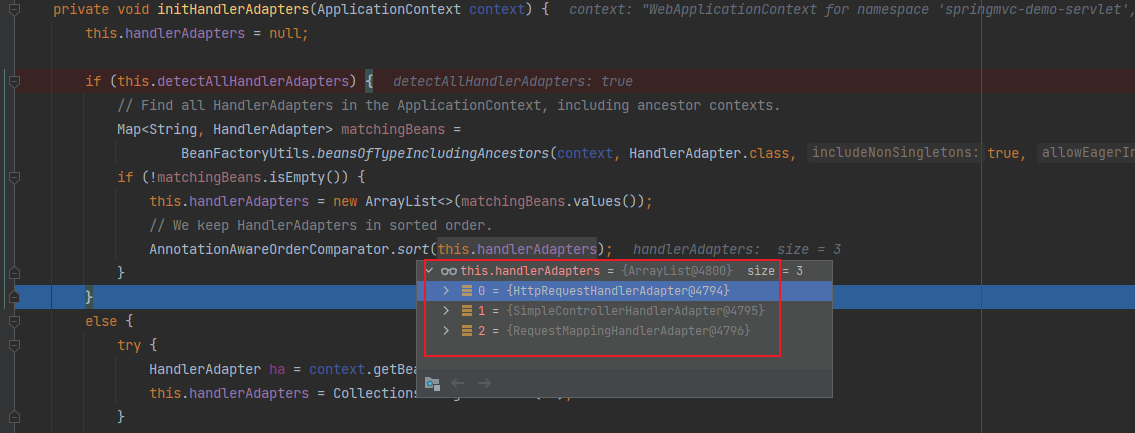 private void initHandlerAdapters(ApplicationContext context) { context: "WebApplicationContext for namespace 'springmvc-demo-servlet',
this.handlerAdapters = null;
if (this.detectAllHandlerAdapters) { detectAllHandlerAdapters: true
// Find all HandlerAdapters in the ApplicationContext, including ancestor contexts.
Map<String, HandlerAdapter> matchingBeans =
BeanFactoryUtils.beansOfTypeIncludingAncestors(context, HandlerAdapter.class, includeNonSingletons: true, allowEagerIn
if (!matchingBeans.isEmpty()) {
this.handlerAdapters = new ArrayList<>(matchingBeans.values());
// We keep HandlerAdapters in sorted order.
AnnotationAwareOrderComparator.sort(this.handlerAdapters); handlerAdapters: size = 3
}
this.handlerAdapters = {ArrayList@4800} size = 3
0 = {HttpRequestHandlerAdapter@4794}
1 = {SimpleControllerHandlerAdapter@4795}
2 = {RequestMappingHandlerAdapter@4796}
}
else {
try {
HandlerAdapter ha = context.getBea
this.handlerAdapters = Collections
}